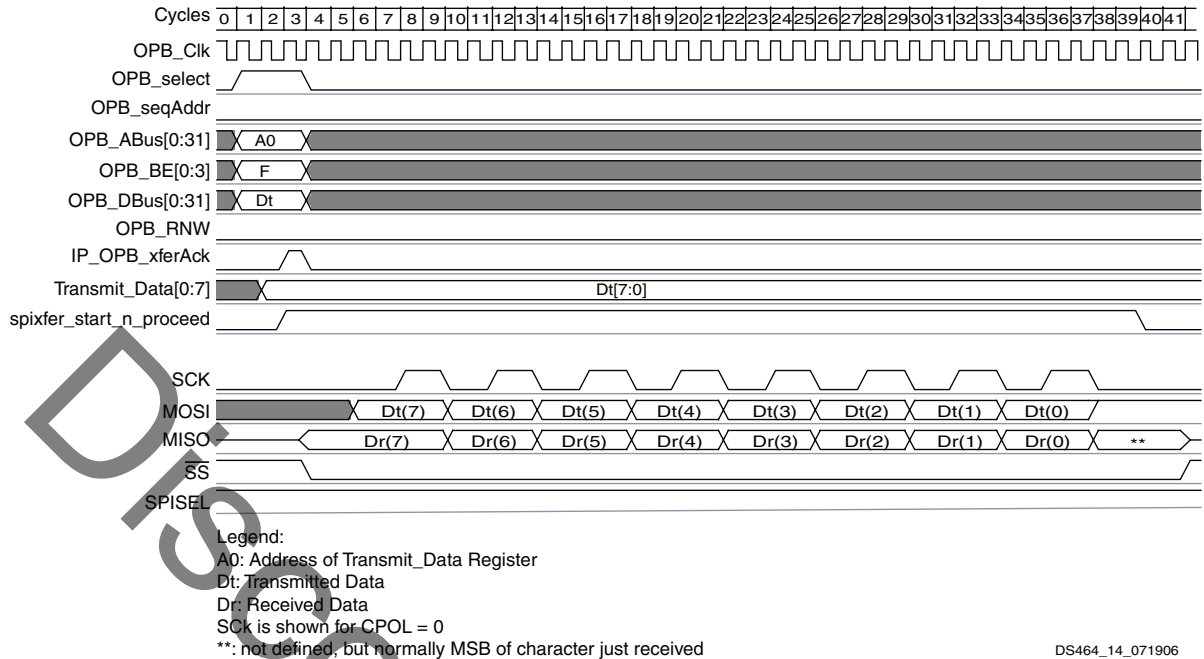 Cycles 0 1 2 3 4 5 6 7 8 9 10 11 12 13 14 15 16 17 18 19 20 21 22 23 24 25 26 27 28 29 30 31 32 33 34 35 36 37 38 39 40 41
OPB_Clk
OPB_select
OPB_seqAddr
OPB_ABus[0:31] A0
OPB_BE[0:3] F
OPB_DBus[0:31] Dt
OPB_RNW
IP_OPB_xferAck
Transmit_Data[0:7] Dt[7:0]
spixfer_start_n_proceed
SCK
MOSI Dt(7) Dt(6) Dt(5) Dt(4) Dt(3) Dt(2) Dt(1) Dt(0)
MISO Dr(7) Dr(6) Dr(5) Dr(4) Dr(3) Dr(2) Dr(1) Dr(0) **
SS
SPISEL
Legend:
A0: Address of Transmit_Data Register
Dt: Transmitted Data
Dr: Received Data
SCk is shown for CPOL = 0
**: not defined, but normally MSB of character just received
DS464_14_071906